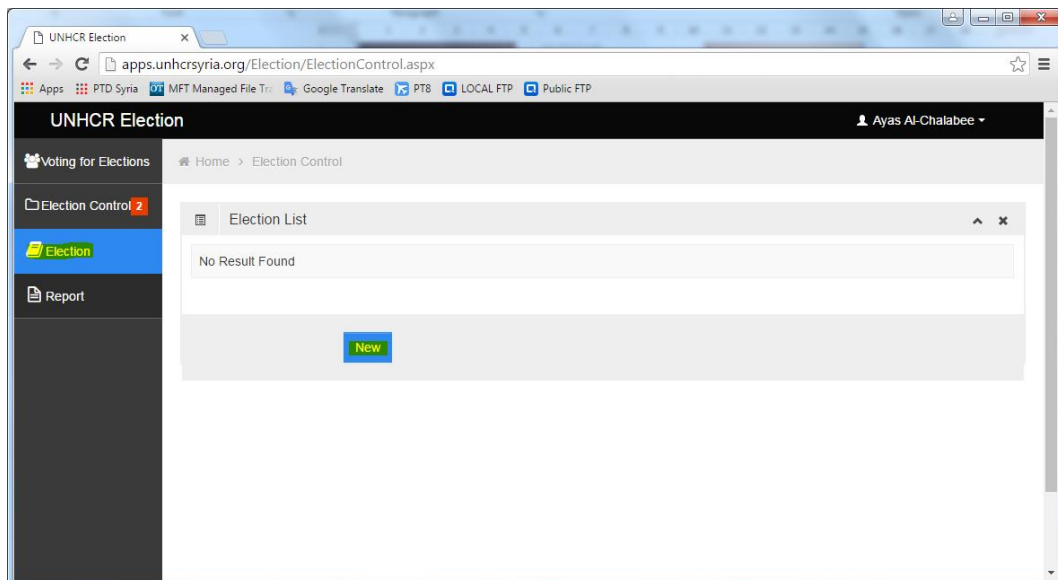 UNHCR Election
apps.unhcrsyria.org/Election/ElectionControl.aspx
Apps PTD Syria MFT Managed File Tra Google Translate PT8 LOCAL FTP Public FTP
UNHCR Election Ayas Al-Chalabee
Voting for Elections Home > Election Control
Election Control 2
Election List
Election
No Result Found
Report
New